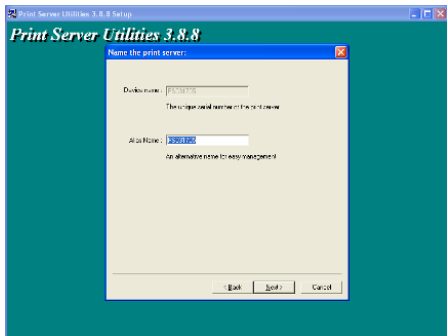 Print Server Utilities 3.8.8 Setup
Print Server Utilities 3.8.8
Name the print server:
Device name :
The unique serial number of the print server
Alias Name :
An alternative name for easy management
< Back Next > Cancel